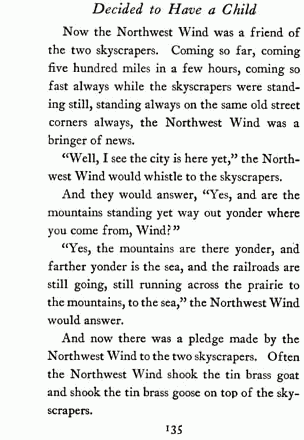 Decided to Have a Child
Now the Northwest Wind was a friend of
the two skyscrapers. Coming so far, coming
five hundred miles in a few hours, coming so
fast always while the skyscrapers were stand-
ing still, standing always on the same old street
corners always, the Northwest Wind was a
bringer of news.
"Well, I see the city is here yet," the North-
west Wind would whistle to the skyscrapers.
And they would answer, "Yes, and are the
mountains standing yet way out yonder where
you come from, Wind?"
"Yes, the mountains are there yonder, and
farther yonder is the sea, and the railroads are
still going, still running across the prairie to
the mountains, to the sea," the Northwest Wind
would answer.
And now there was a pledge made by the
Northwest Wind to the two skyscrapers. Often
the Northwest Wind shook the tin brass goat
and shook the tin brass goose on top of the sky-
scrapers.
135